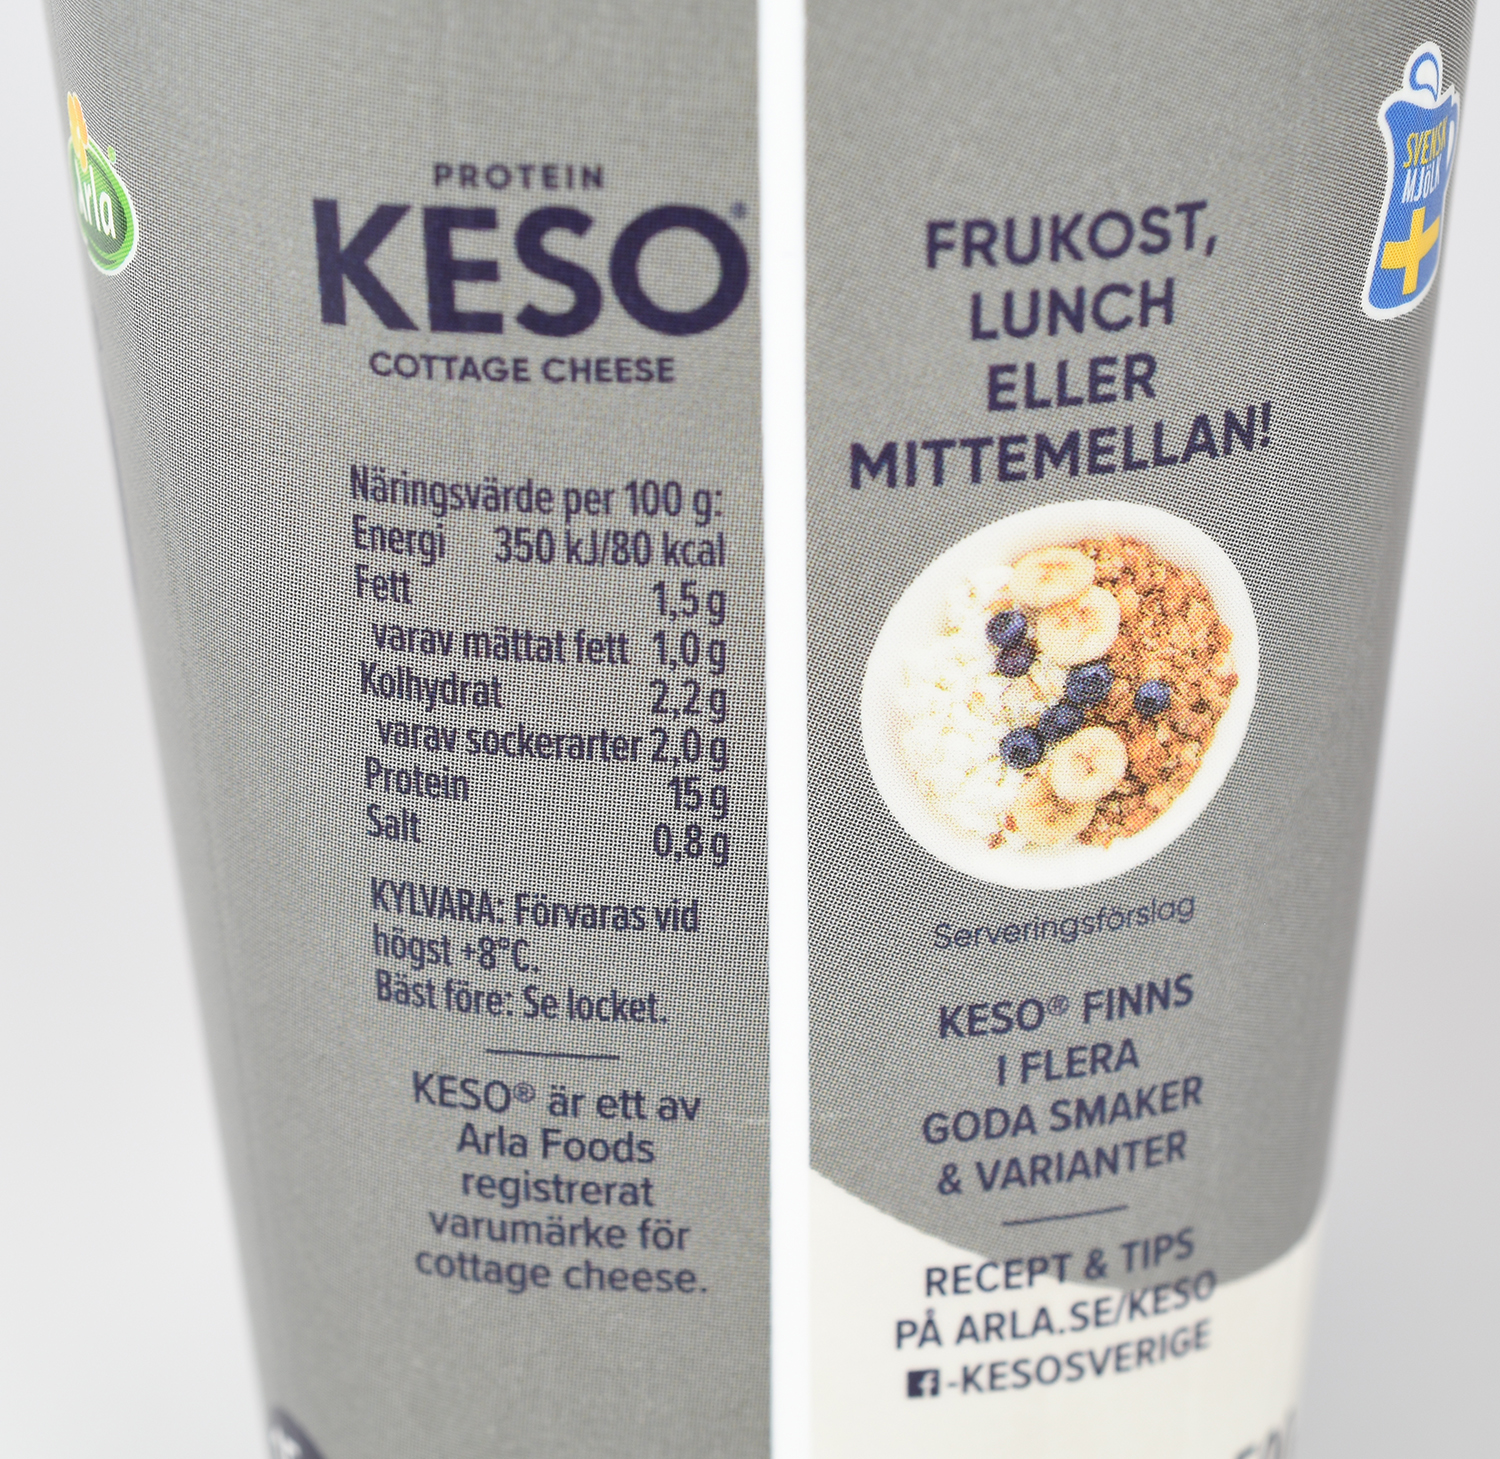 Arla
PROTEIN
KESO®
COTTAGE CHEESE
Näringsvärde per 100 g:
Energi 350 kJ/80 kcal
Fett 1,5 g
varav mättat fett 1,0 g
Kolhydrat 2,2 g
varav sockerarter 2,0 g
Protein 15 g
Salt 0,8 g
KYLVARA: Förvaras vid
högst +8°C.
Bäst före: Se locket.
KESO® är ett av
Arla Foods
registrerat
varumärke för
cottage cheese.
SVENSK
MJÖLK
FRUKOST,
LUNCH
ELLER
MITTEMELLAN!
Serveringsförslag
KESO® FINNS
I FLERA
GODA SMAKER
& VARIANTER
RECEPT & TIPS
PÅ ARLA.SE/KESO
-KESOSVERIGE